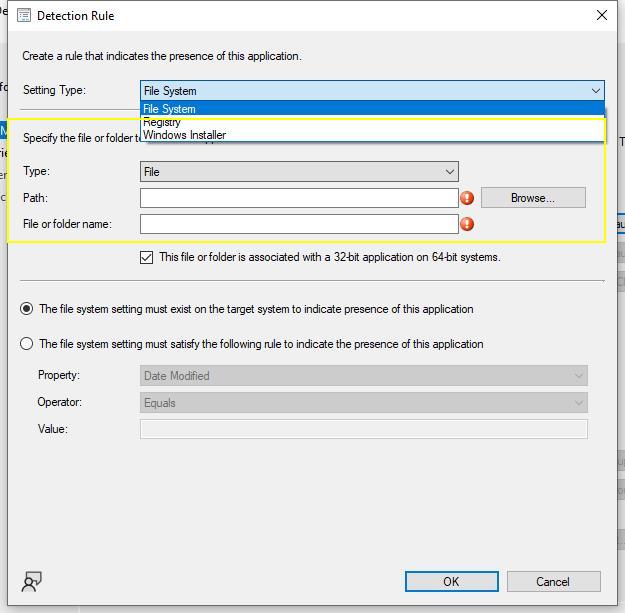 Detection Rule
Create a rule that indicates the presence of this application.
Setting Type: File System
File System
Registry
Windows Installer
Specify the file or folder
Type: File
Path: Browse...
File or folder name:
This file or folder is associated with a 32-bit application on 64-bit systems.
The file system setting must exist on the target system to indicate presence of this application
The file system setting must satisfy the following rule to indicate the presence of this application
Property: Date Modified
Operator: Equals
Value:
OK Cancel